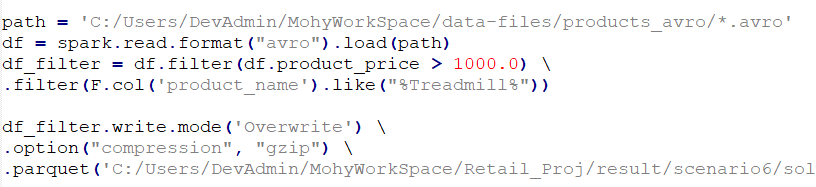 path = 'C:/Users/DevAdmin/MohyWorkSpace/data-files/products_avro/*.avro'
df = spark.read.format("avro").load(path)
df_filter = df.filter(df.product_price > 1000.0) \
.filter(F.col('product_name').like("%Treadmill%"))
df_filter.write.mode('Overwrite') \
.option("compression", "gzip") \
.parquet('C:/Users/DevAdmin/MohyWorkSpace/Retail_Proj/result/scenario6/sol